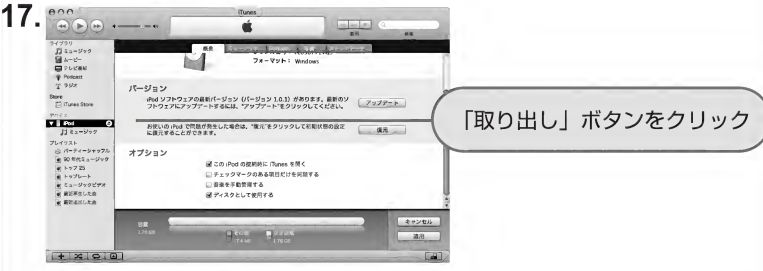 17.
iTunes
表示
検索
ライブラリ
ミュージック
ムービー
テレビ番組
Podcast
ラジオ
Store
iTunes Store
デバイス
iPod
ミュージック
プレイリスト
パーティーシャッフル
90 年代ミュージック
トップ 25
トップレート
ミュージックビデオ
最近再生した曲
最近追加した曲
概要
ミュージック
Podcast
フォーマット： Windows
バージョン
iPod ソフトウェアの最新バージョン（バージョン 1.0.1）があります。最新のソ
フトウェアにアップデートするには、“アップデート”をクリックしてください。
アップデート
お使いの iPod で問題が発生した場合は、“復元”をクリックして初期状態の設定
に復元することができます。
復元
「取り出し」ボタンをクリック
オプション
この iPod の接続時に iTunes を開く
チェックマークのある項目だけを同期する
音楽を手動管理する
ディスクとして使用する
容量
キャンセル
適用